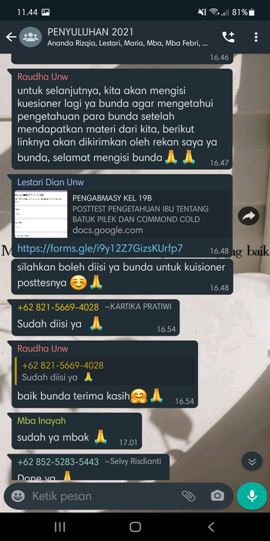 11.44
81%
PENYULUHAN 2021
Ananda Rizqia, Lestari, Maria, Mba, Mba Febri, ...
16.46
Raudha Unw
untuk selanjutnya, kita akan mengisi
kuesioner lagi ya bunda agar mengetahui
pengetahuan para bunda setelah
mendapatkan materi dari kita, berikut
linknya akan dikirimkan oleh rekan saya ya
bunda, selamat mengisi bunda🙏🙏
16.47
Lestari Dian Unw
PENGABMASY KEL 19B
POSTTEST PENGETAHUAN IBU TENTANG
BATUK PILEK DAN COMMOND COLD
docs.google.com
https://forms.gle/i9y12Z7GizsKUrfp7
16.48
M
ng baik
silahkan boleh diisi ya bunda untuk kuisioner
posttesnya ☺️🙏
16.48
+62 821-5669-4028 ~KARTIKA PRATIWI
Sudah diisi ya 🙏
16.54
Raudha Unw
+62 821-5669-4028
Sudah diisi ya 🙏
baik bunda terima kasih🤗🙏
16.54
Mba Inayah
sudah ya mbak 🙏
17.01
+62 852-5283-5443 ~Selvy Risdianti
Done ya 🙏
Ketik pesan